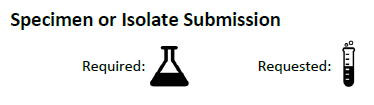 Specimen or Isolate Submission
Required: Requested: